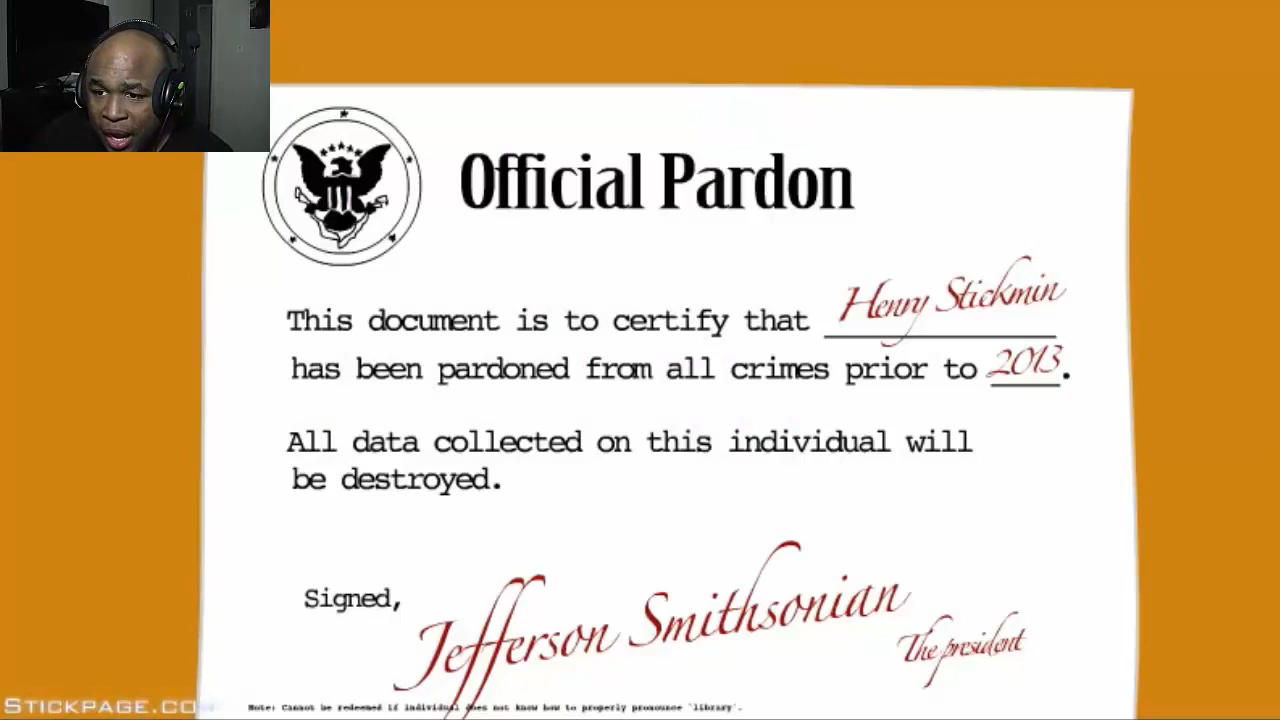 Official Pardon
This document is to certify that Henry Stickmin
has been pardoned from all crimes prior to 2013.
All data collected on this individual will
be destroyed.
Signed,
Jefferson Smithsonian
The president
STICKPAGE.COM
Note: Cannot be redeemed if individual does not know how to properly pronounce `library`.